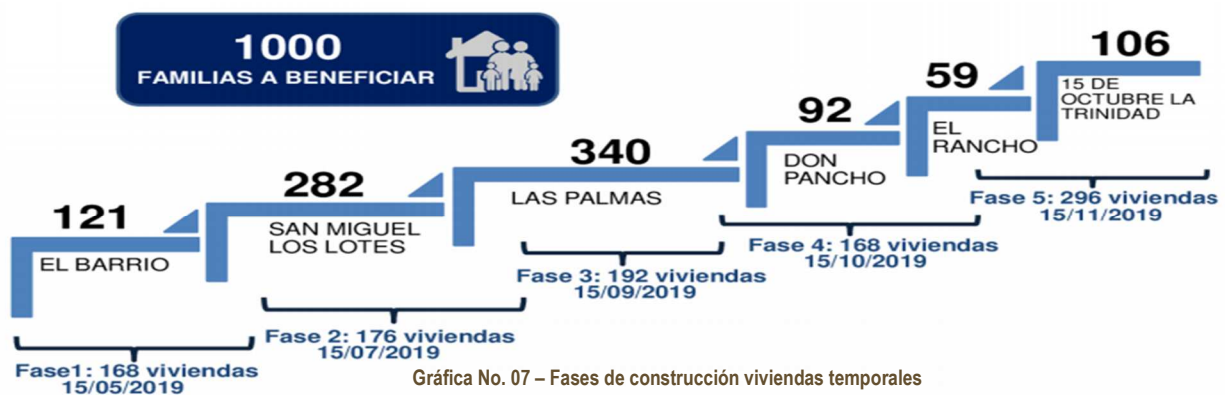 1000
FAMILIAS A BENEFICIAR
121
EL BARRIO
282
SAN MIGUEL
LOS LOTES
340
LAS PALMAS
92
DON
PANCHO
59
EL
RANCHO
106
15 DE
OCTUBRE LA
TRINIDAD
Fase1: 168 viviendas
15/05/2019
Fase 2: 176 viviendas
15/07/2019
Fase 3: 192 viviendas
15/09/2019
Fase 4: 168 viviendas
15/10/2019
Fase 5: 296 viviendas
15/11/2019
Gráfica No. 07 – Fases de construcción viviendas temporales